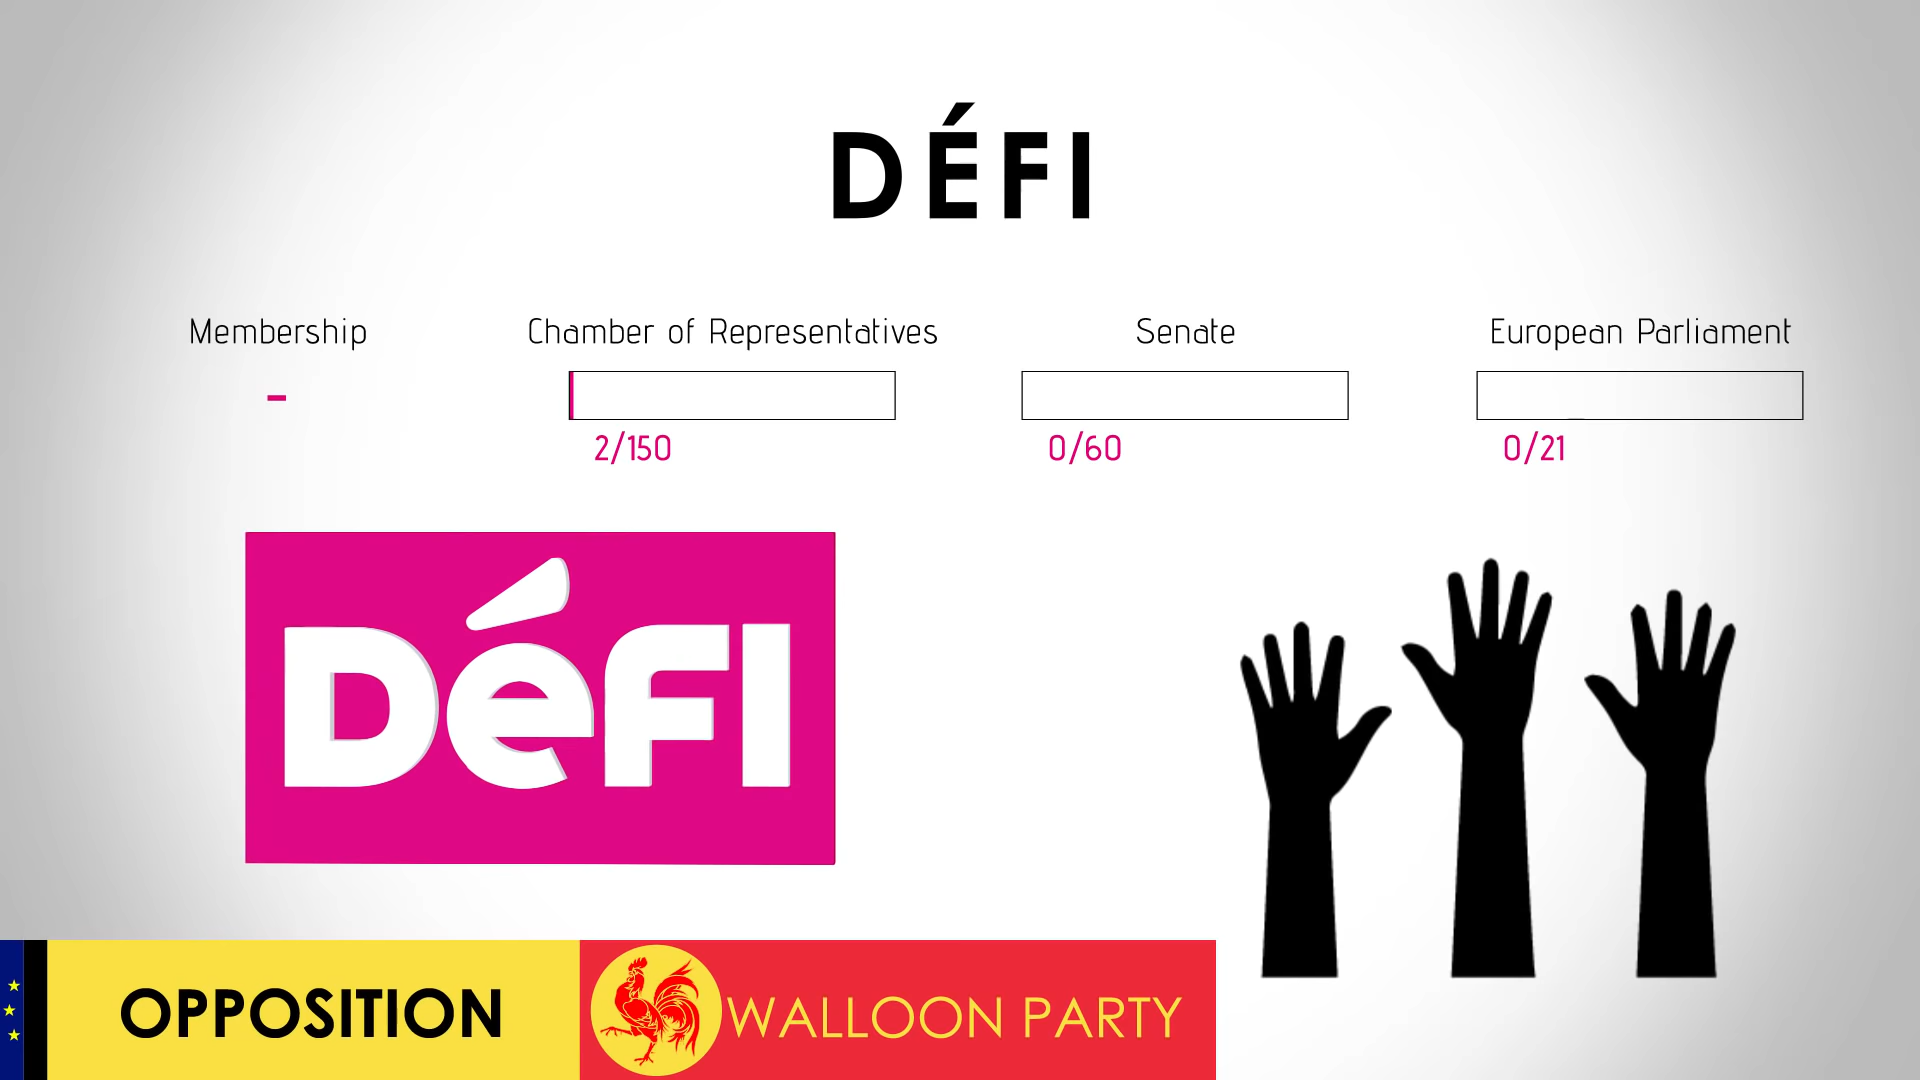 DÉFI
Membership
-
Chamber of Representatives
2/150
Senate
0/60
European Parliament
0/21
DéFI
OPPOSITION
WALLOON PARTY